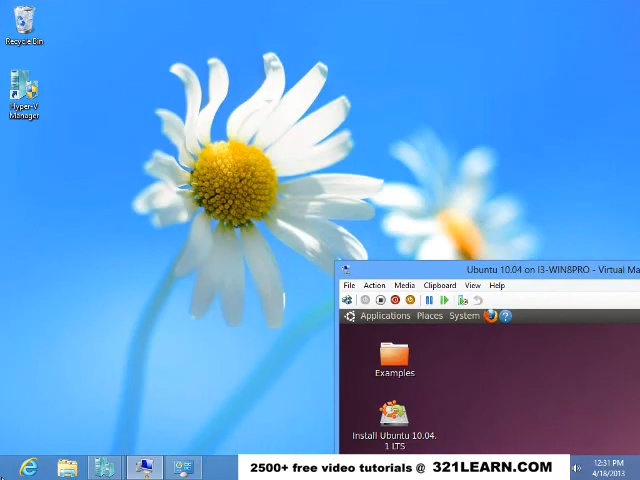 Recycle Bin
Hyper-V
Manager
Ubuntu 10.04 on I3-WIN8PRO - Virtual Ma
File Action Media Clipboard View Help
Applications Places System
Examples
Install Ubuntu 10.04.
1 LTS
2500+ free video tutorials @ 321LEARN.COM
12:31 PM
4/18/2013